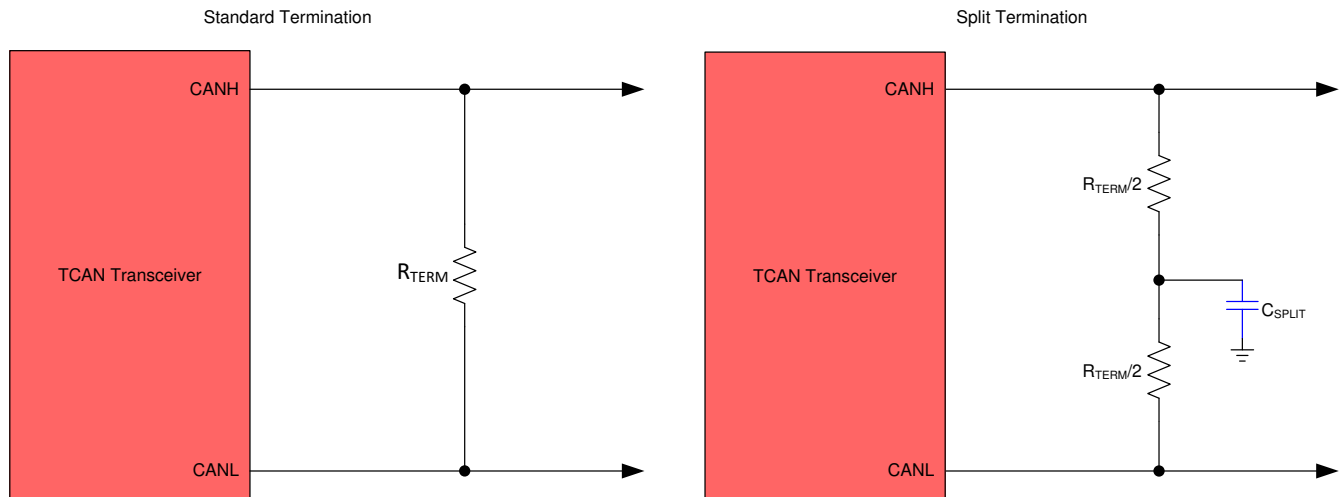 Standard Termination
CANH
TCAN Transceiver
RTERM
CANL
Split Termination
CANH
RTERM/2
TCAN Transceiver
CSPLIT
RTERM/2
CANL